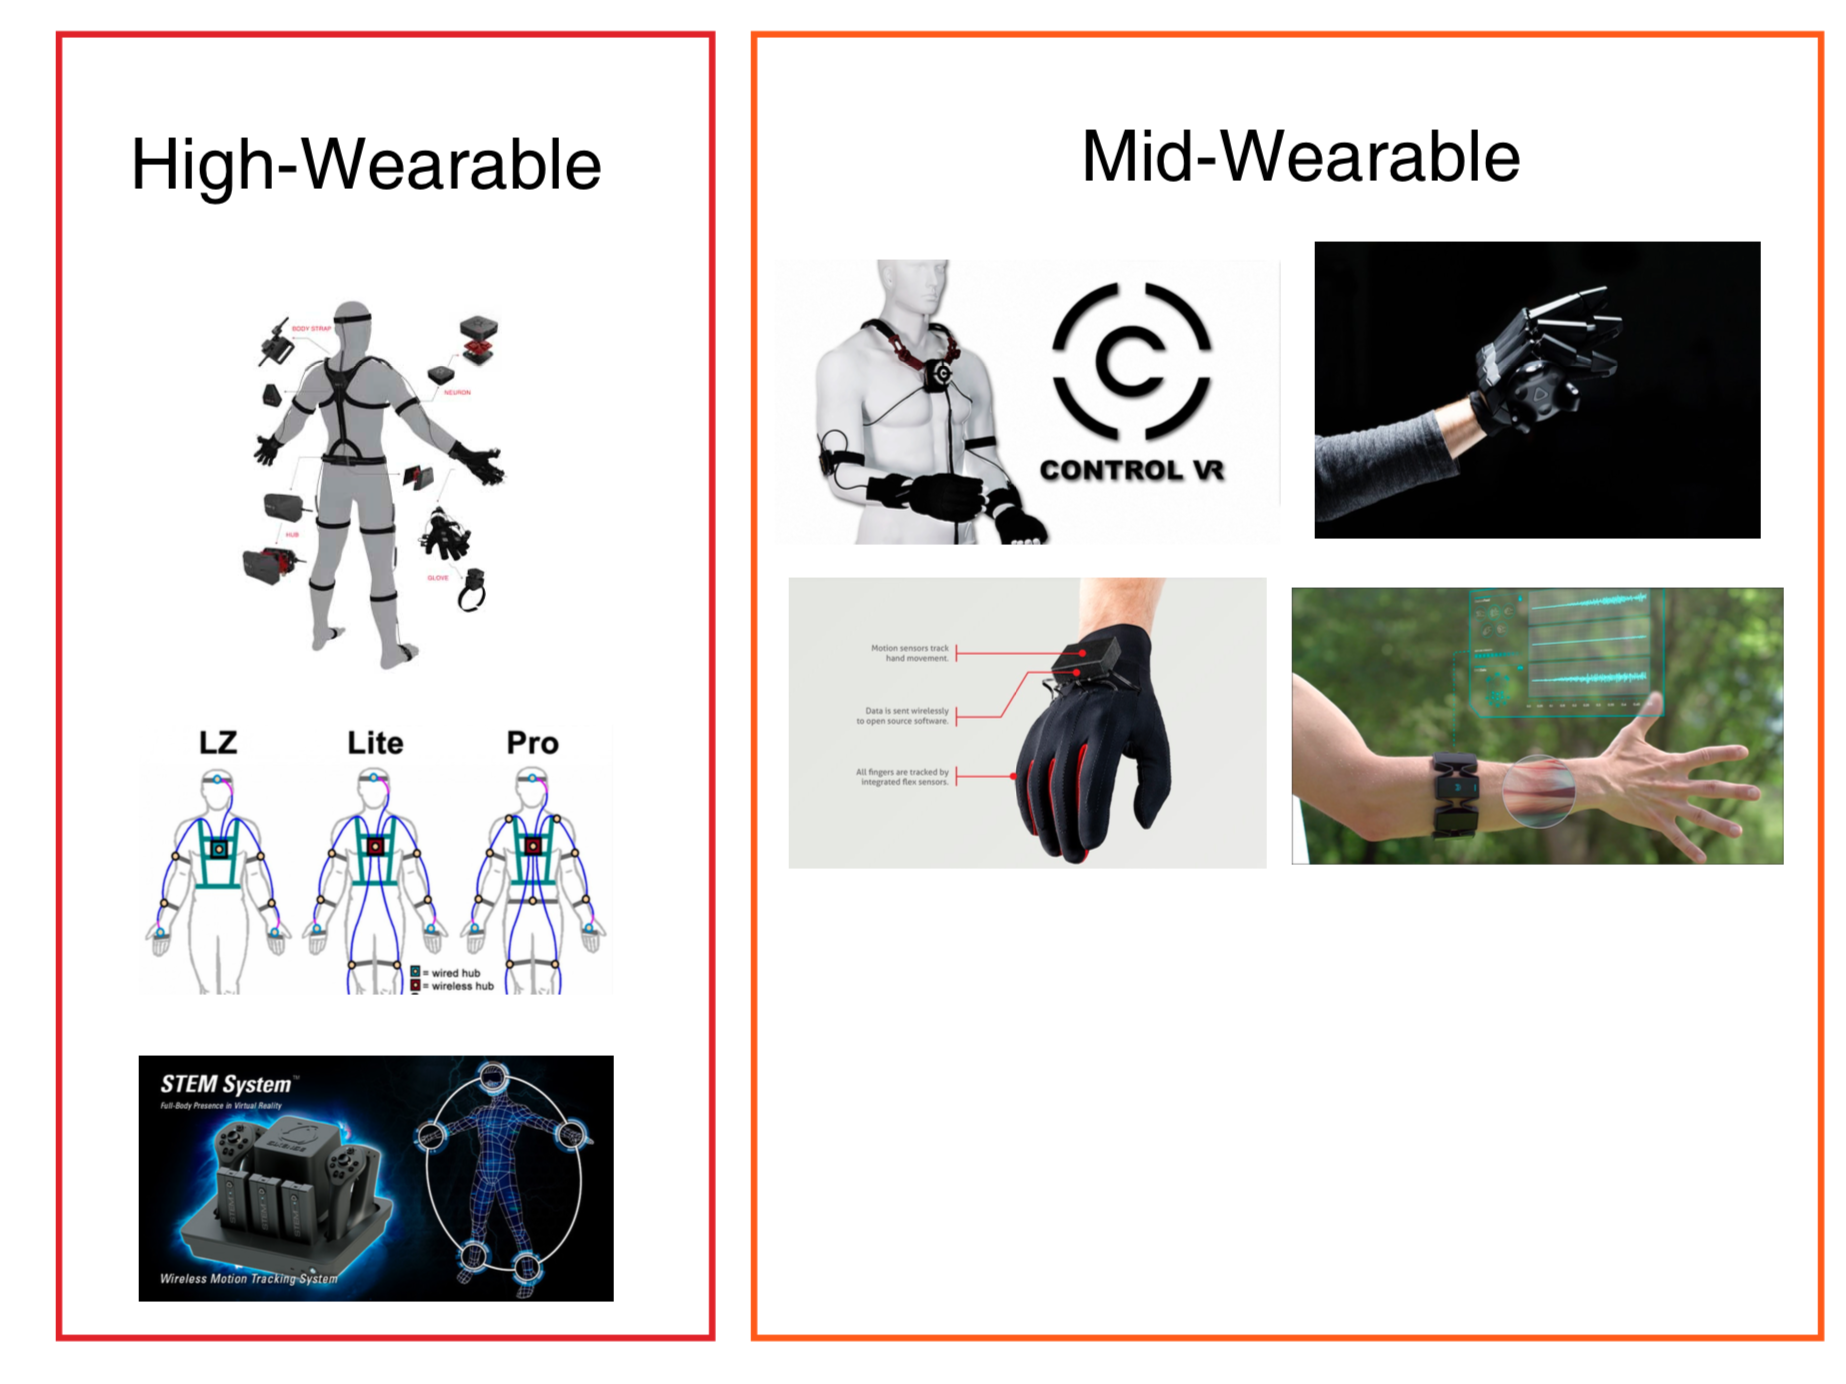 High-Wearable
BODY STRAP
NEURON
HUB
GLOVE
LZ Lite Pro
= wired hub
= wireless hub
STEM System™
Full-Body Presence in Virtual Reality
Wireless Motion Tracking System
Mid-Wearable
CONTROL VR
Motion sensors track
hand movement.
Data is sent wirelessly
to open source software.
All fingers are tracked by
integrated flex sensors.